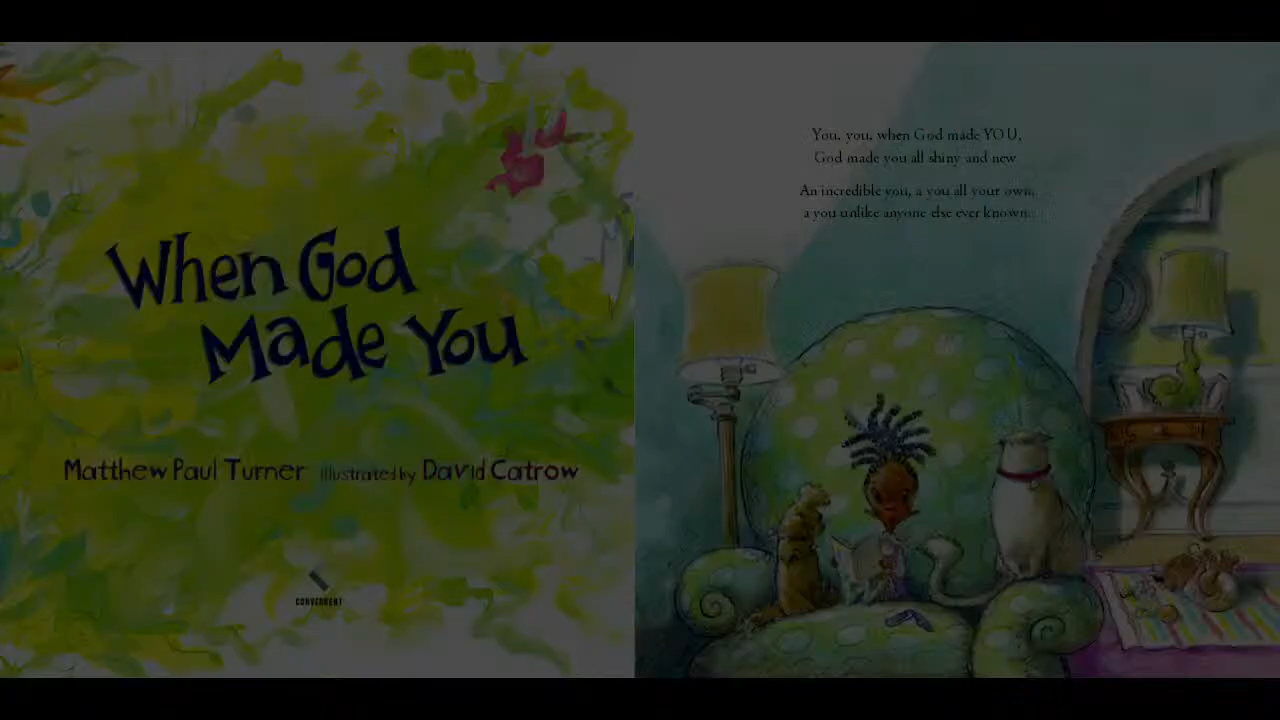 When God
Made You
Matthew Paul Turner Illustrated by David Catrow
CONVERGENT
You, you, when God made YOU,
God made you all shiny and new.
An incredible you, a you all your own,
a you unlike anyone else ever known.